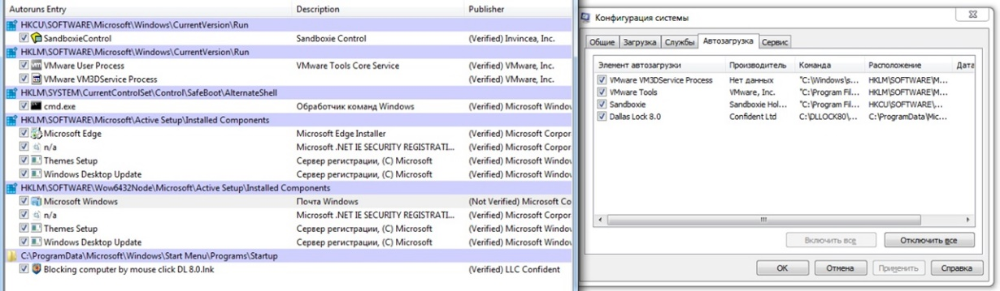 Autoruns Entry Description Publisher
HKCU\SOFTWARE\Microsoft\Windows\CurrentVersion\Run
SandboxieControl Sandboxie Control (Verified) Invincea, Inc.
HKLM\SOFTWARE\Microsoft\Windows\CurrentVersion\Run
VMware User Process VMware Tools Core Service (Verified) VMware, Inc.
VMware VM3DService Process (Verified) VMware, Inc.
HKLM\SYSTEM\CurrentControlSet\Control\SafeBoot\AlternateShell
cmd.exe Обработчик команд Windows (Verified) Microsoft Window
HKLM\SOFTWARE\Microsoft\Active Setup\Installed Components
Microsoft Edge Microsoft Edge Installer (Verified) Microsoft Corpor
n/a Microsoft .NET IE SECURITY REGISTRATI... (Verified) Microsoft Corpor
Themes Setup Сервер регистрации, (C) Microsoft (Verified) Microsoft Window
Windows Desktop Update Сервер регистрации, (C) Microsoft (Verified) Microsoft Window
HKLM\SOFTWARE\Wow6432Node\Microsoft\Active Setup\Installed Components
Microsoft Windows Почта Windows (Not Verified) Microsoft Co
n/a Microsoft .NET IE SECURITY REGISTRATI... (Verified) Microsoft Corpor
Themes Setup Сервер регистрации, (C) Microsoft (Verified) Microsoft Window
Windows Desktop Update Сервер регистрации, (C) Microsoft (Verified) Microsoft Window
C:\ProgramData\Microsoft\Windows\Start Menu\Programs\Startup
Blocking computer by mouse click DL 8.0.lnk (Verified) LLC Confident
Конфигурация системы
Общие Загрузка Службы Автозагрузка Сервис
Элемент автозагрузки Производитель Команда Расположение Дата
VMware VM3DService Process Нет данных "C:\Windows\s... HKLM\SOFTWARE\M...
VMware Tools VMware, Inc. "C:\Program Fil... HKLM\SOFTWARE\M...
Sandboxie Sandboxie Hol... "C:\Program Fil... HKCU\SOFTWARE\...
Dallas Lock 8.0 Confident Ltd C:\DLLOCK80\... C:\ProgramData\Mic...
Включить все Отключить все
ОК Отмена Применить Справка